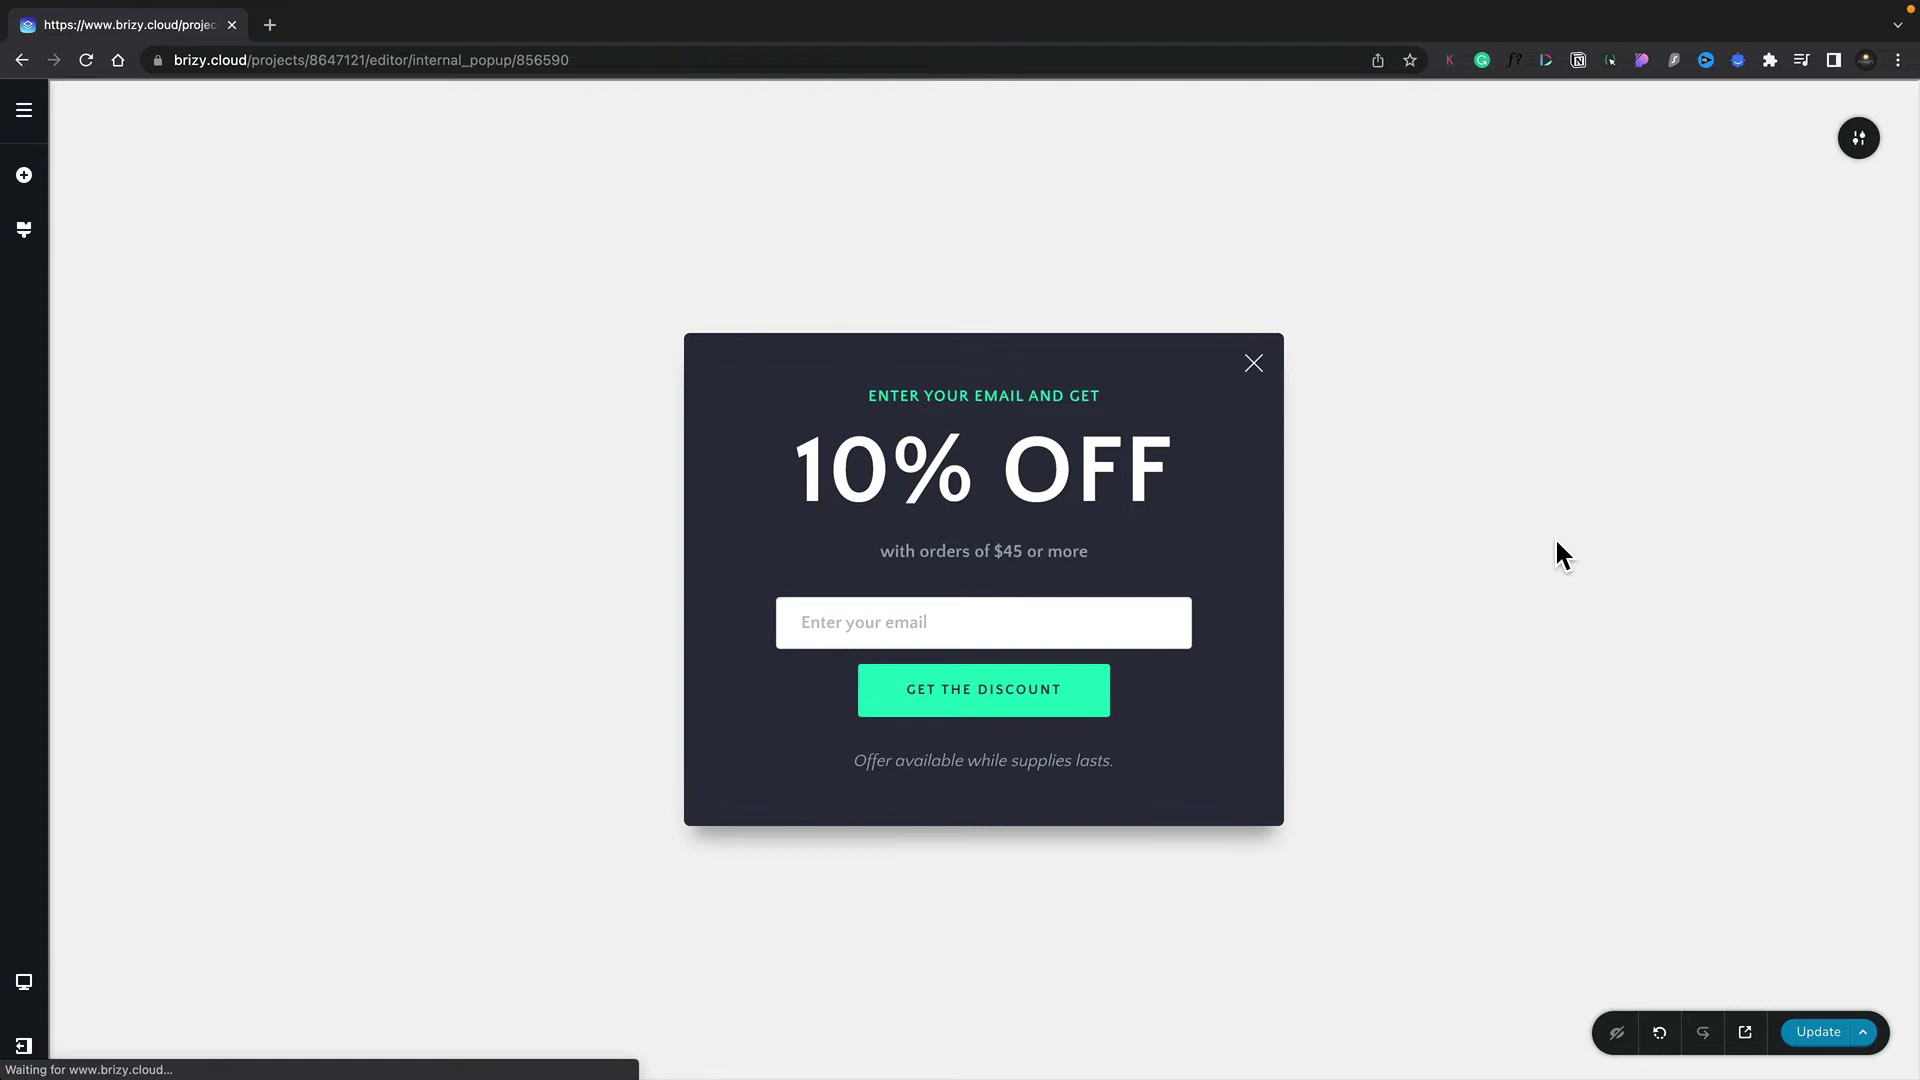 https://www.brizy.cloud/projec
brizy.cloud/projects/8647121/editor/internal_popup/856590
ENTER YOUR EMAIL AND GET
10% OFF
with orders of $45 or more
Enter your email
GET THE DISCOUNT
Offer available while supplies lasts.
Update
Waiting for www.brizy.cloud...